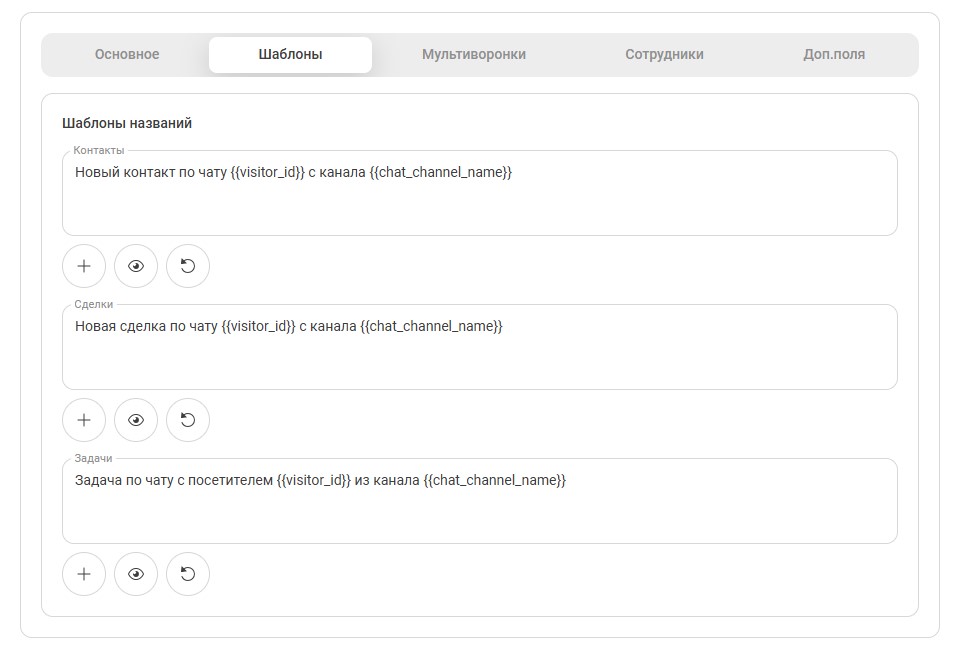 Основное Шаблоны Мультиворонки Сотрудники Доп.поля
Шаблоны названий
Контакты
Новый контакт по чату {{visitor_id}} с канала {{chat_channel_name}}
Сделки
Новая сделка по чату {{visitor_id}} с канала {{chat_channel_name}}
Задачи
Задача по чату с посетителем {{visitor_id}} из канала {{chat_channel_name}}